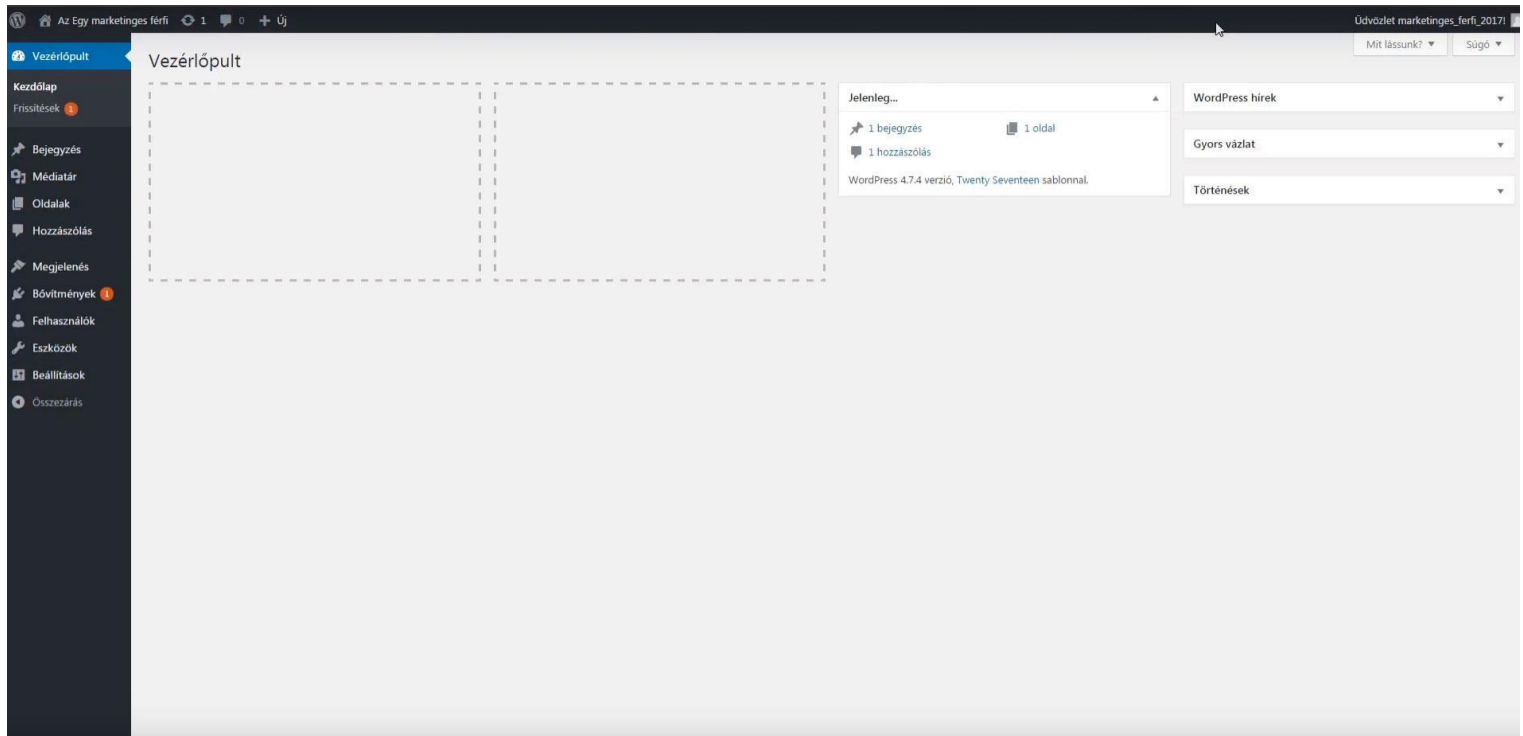 Az Egy marketinges férfi 1 0 + Új
Üdvözlet marketinges_ferfi_2017!
Mit lássunk?
Súgó
Vezérlőpult
Kezdőlap
Frissítések 1
Bejegyzés
Médiatár
Oldalak
Hozzászólás
Megjelenés
Bővítmények 1
Felhasználók
Eszközök
Beállítások
Összezárás
Vezérlőpult
Jelenleg...
1 bejegyzés
1 oldal
1 hozzászólás
WordPress 4.7.4 verzió, Twenty Seventeen sablonnal.
WordPress hírek
Gyors vázlat
Történések